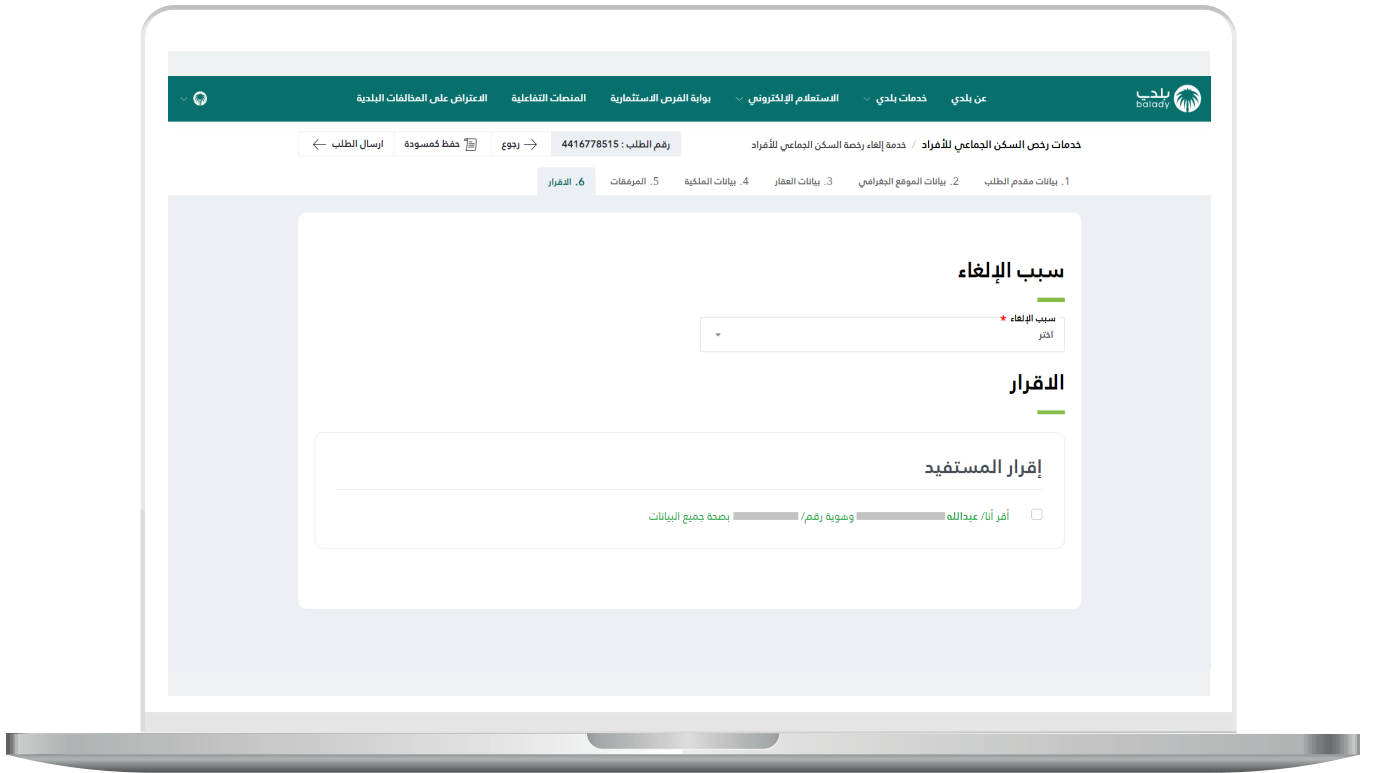 بلدي
balady
عن بلدي
خدمات بلدي
الاستعلام الإلكتروني
بوابة الفرص الاستثمارية
المنصات التفاعلية
الاعتراض على المخالفات البلدية
خدمات رخص السكن الجماعي للأفراد / خدمة إلغاء رخصة السكن الجماعي للأفراد
رقم الطلب : 4416778515
رجوع
حفظ كمسودة
ارسال الطلب
1. بيانات مقدم الطلب
2. بيانات الموقع الجغرافي
3. بيانات العقار
4. بيانات الملكية
5. المرفقات
6. الاقرار
سبب الإلغاء
سبب الإلغاء *
اختر
الاقرار
إقرار المستفيد
أقر أنا/ عبدالله وهوية رقم/ بصحة جميع البيانات